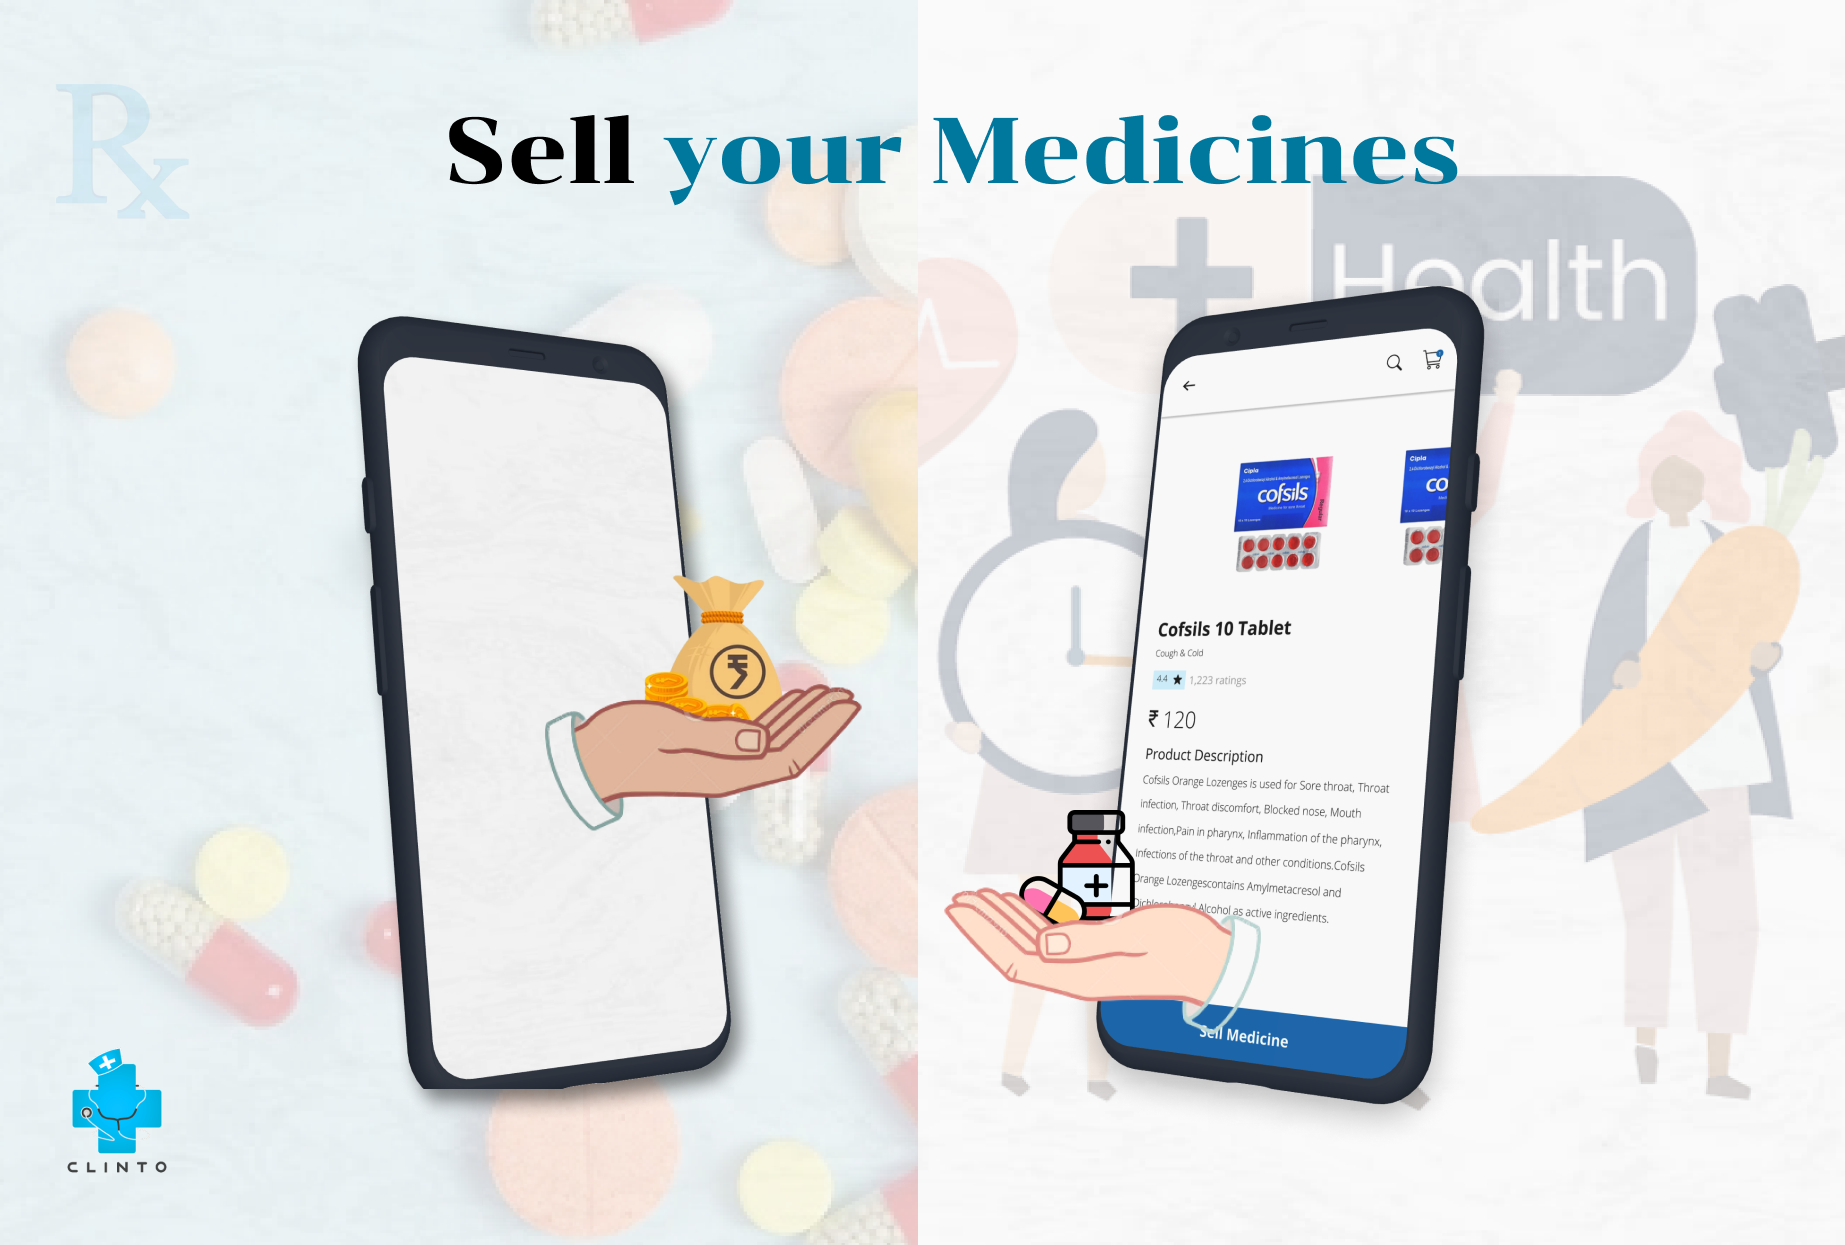 Rx
Sell your Medicines
Health
Cipla
cofsils
Regular
Cipla
CO
Cofsils 10 Tablet
Cough & Cold
4.4 ★ 1,223 ratings
₹ 120
Product Description
Cofsils Orange Lozenges is used for Sore throat, Throat
infection, Throat discomfort, Blocked nose, Mouth
infection,Pain in pharynx, Inflammation of the pharynx,
infections of the throat and other conditions.Cofsils
Orange Lozengescontains Amylmetacresol and
Alcohol as active ingredients.
Sell Medicine
₹
CLINTO